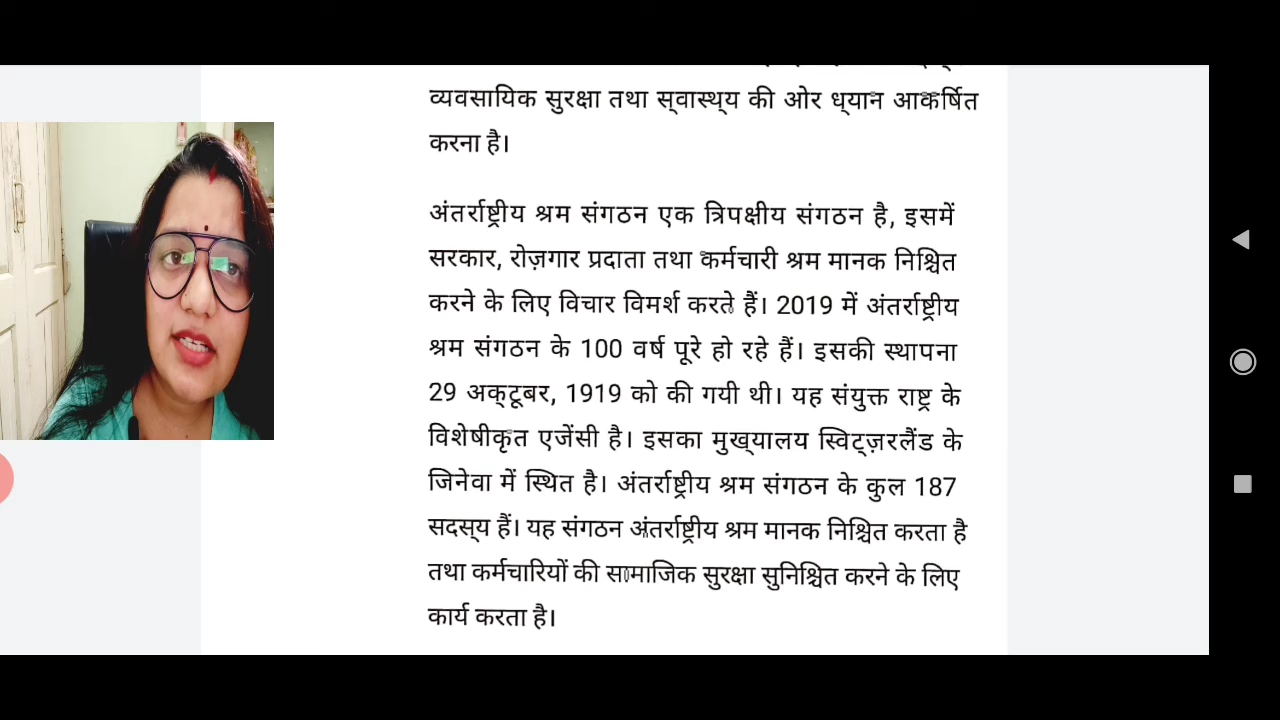 व्यवसायिक सुरक्षा तथा स्वास्थ्य की ओर ध्यान आकर्षित
करना है।
अंतर्राष्ट्रीय श्रम संगठन एक त्रिपक्षीय संगठन है, इसमें
सरकार, रोज़गार प्रदाता तथा कर्मचारी श्रम मानक निश्चित
करने के लिए विचार विमर्श करते हैं। 2019 में अंतर्राष्ट्रीय
श्रम संगठन के 100 वर्ष पूरे हो रहे हैं। इसकी स्थापना
29 अक्टूबर, 1919 को की गयी थी। यह संयुक्त राष्ट्र के
विशेषीकृत एजेंसी है। इसका मुख्यालय स्विट्ज़रलैंड के
जिनेवा में स्थित है। अंतर्राष्ट्रीय श्रम संगठन के कुल 187
सदस्य हैं। यह संगठन अंतर्राष्ट्रीय श्रम मानक निश्चित करता है
तथा कर्मचारियों की सामाजिक सुरक्षा सुनिश्चित करने के लिए
कार्य करता है।